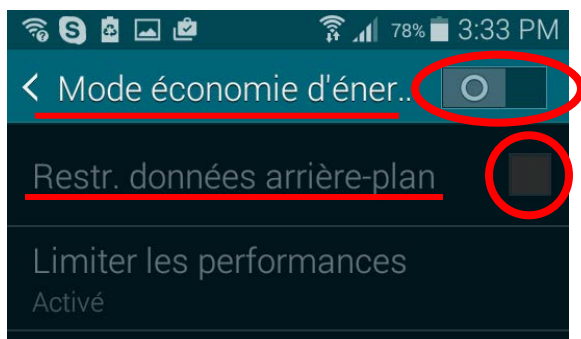 78% 3:33 PM
Mode économie d'éner..
Restr. données arrière-plan
Limiter les performances
Activé